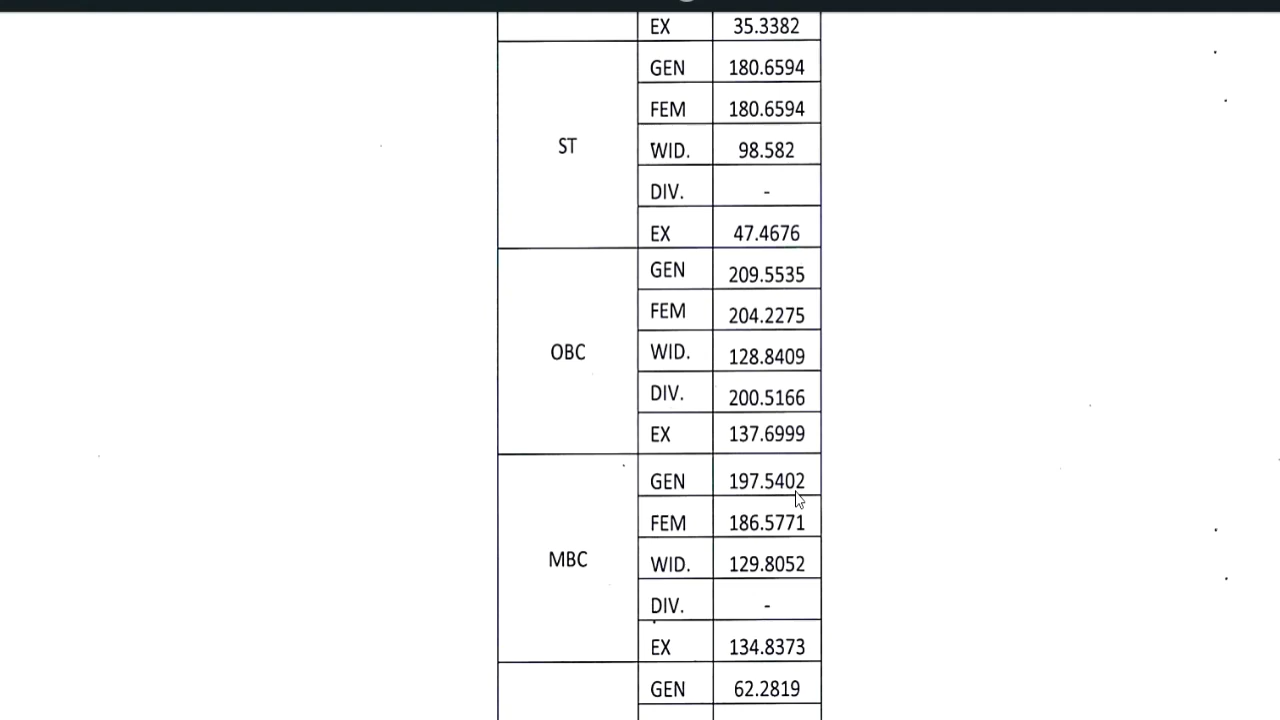 EX 35.3382
ST
GEN 180.6594
FEM 180.6594
WID. 98.582
DIV. -
EX 47.4676
OBC
GEN 209.5535
FEM 204.2275
WID. 128.8409
DIV. 200.5166
EX 137.6999
MBC
GEN 197.5402
FEM 186.5771
WID. 129.8052
DIV. -
EX 134.8373
GEN 62.2819